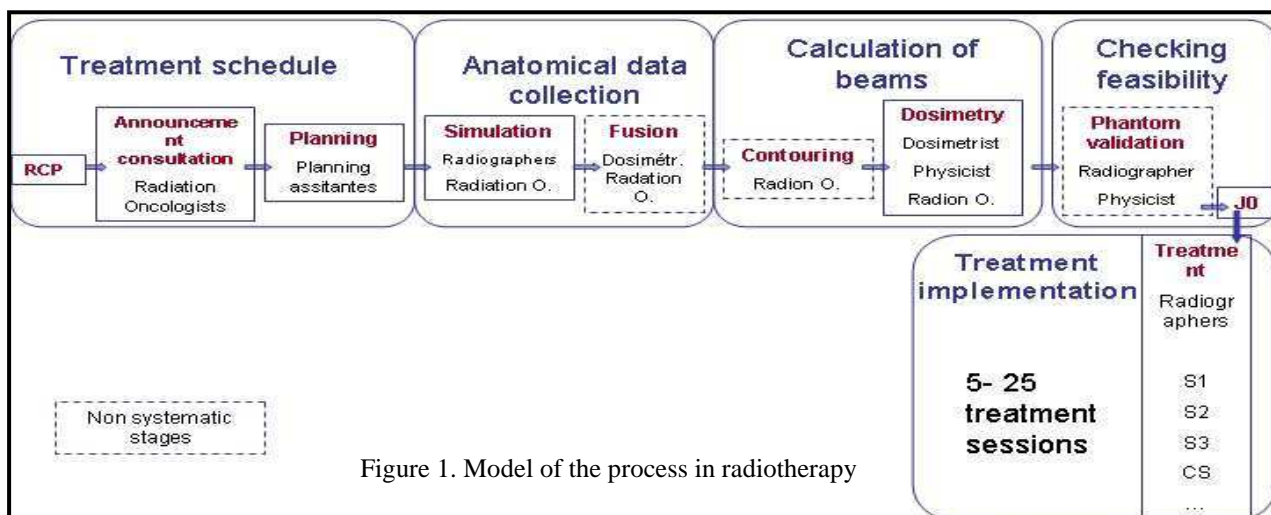 Treatment schedule
RCP
Announceme
nt
consultation
Radiation
Oncologists
Planning
Planning
assitantes
Anatomical data
collection
Simulation
Radiographers
Radiation O.
Fusion
Dosimétr.
Radation
O.
Calculation of
beams
Contouring
Radion O.
Dosimetry
Dosimetrist
Physicist
Radion O.
Checking
feasibility
Phantom
validation
Radiographer
Physicist
J0
Treatment
implementation
5- 25
treatment
sessions
Treatme
nt
Radiogr
aphers
S1
S2
S3
CS
...
Non systematic
stages
Figure 1. Model of the process in radiotherapy